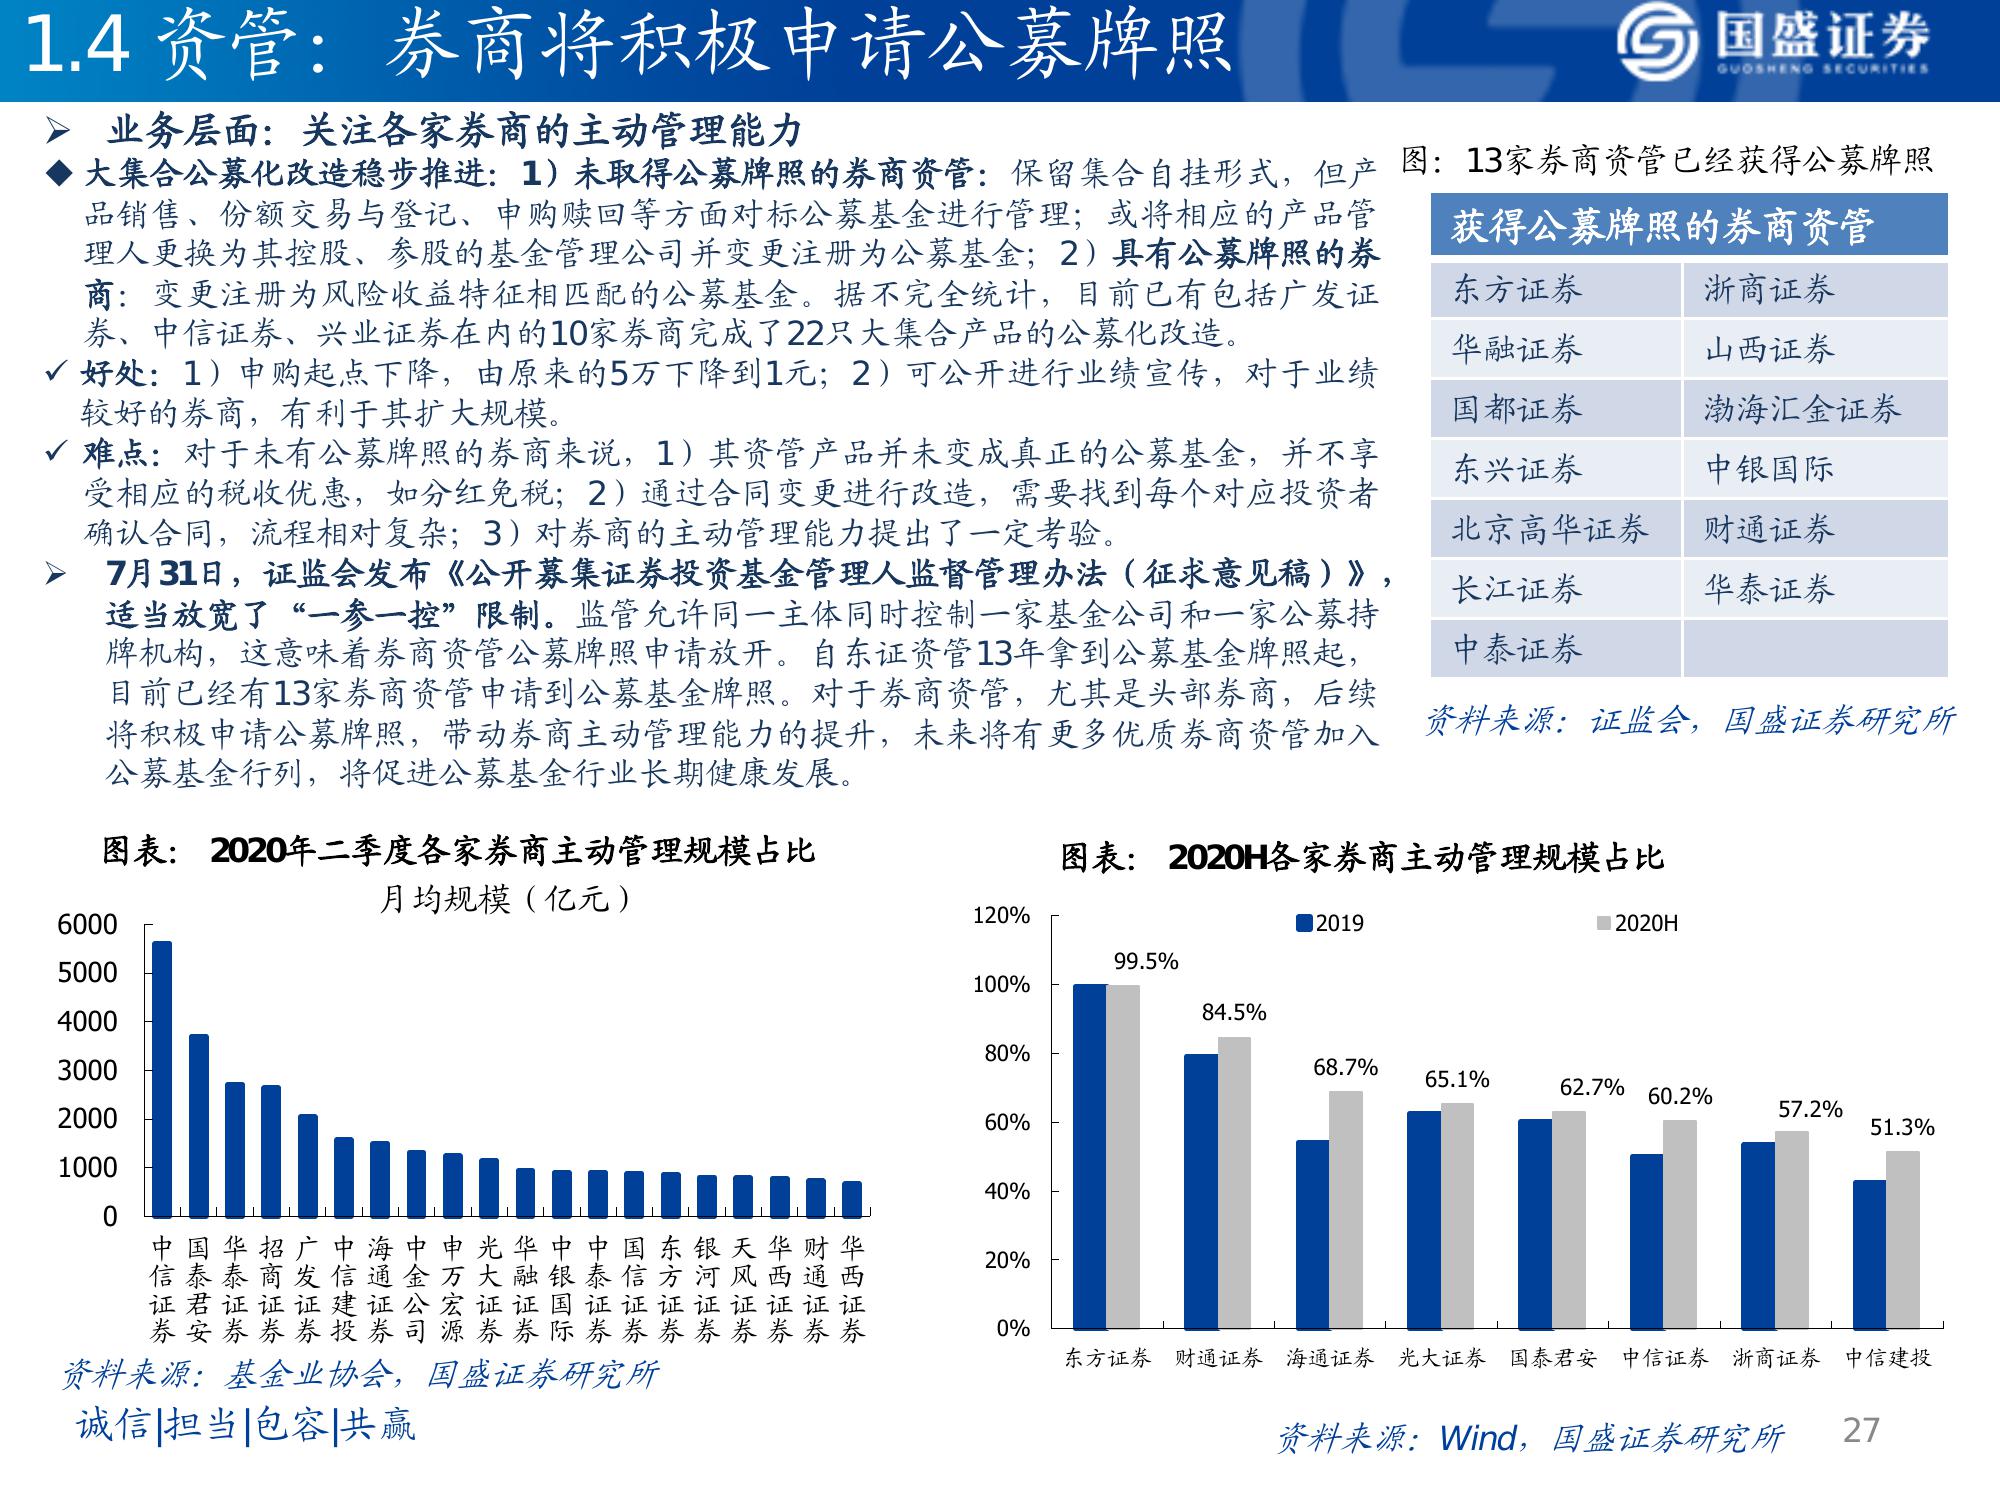 1.4 资管： 券商将积极申请公募牌照
国盛证券
GUOSHENG SECURITIES
➢ 业务层面：关注各家券商的主动管理能力
◆ 大集合公募化改造稳步推进：1）未取得公募牌照的券商资管：保留集合自挂形式，但产
品销售、份额交易与登记、申购赎回等方面对标公募基金进行管理；或将相应的产品管
理人更换为其控股、参股的基金管理公司并变更注册为公募基金；2）具有公募牌照的券
商：变更注册为风险收益特征相匹配的公募基金。据不完全统计，目前已有包括广发证
券、中信证券、兴业证券在内的10家券商完成了22只大集合产品的公募化改造。
✓ 好处：1）申购起点下降，由原来的5万下降到1元；2）可公开进行业绩宣传，对于业绩
较好的券商，有利于其扩大规模。
✓ 难点：对于未有公募牌照的券商来说，1）其资管产品并未变成真正的公募基金，并不享
受相应的税收优惠，如分红免税；2）通过合同变更进行改造，需要找到每个对应投资者
确认合同，流程相对复杂；3）对券商的主动管理能力提出了一定考验。
➢ 7月31日，证监会发布《公开募集证券投资基金管理人监督管理办法（征求意见稿）》，
适当放宽了“一参一控”限制。监管允许同一主体同时控制一家基金公司和一家公募持
牌机构，这意味着券商资管公募牌照申请放开。自东证资管13年拿到公募基金牌照起，
目前已经有13家券商资管申请到公募基金牌照。对于券商资管，尤其是头部券商，后续
将积极申请公募牌照，带动券商主动管理能力的提升，未来将有更多优质券商资管加入
公募基金行列，将促进公募基金行业长期健康发展。
图：13家券商资管已经获得公募牌照
获得公募牌照的券商资管
东方证券 浙商证券
华融证券 山西证券
国都证券 渤海汇金证券
东兴证券 中银国际
北京高华证券 财通证券
长江证券 华泰证券
中泰证券
资料来源：证监会，国盛证券研究所
图表： 2020年二季度各家券商主动管理规模占比
月均规模（亿元）
6000
5000
4000
3000
2000
1000
0
中信证券 国泰君安 华泰证券 招商证券 广发证券 中信建投 海通证券 中金公司 申万宏源 光大证券 华融证券 中银国际 中泰证券 国信证券 东方证券 银河证券 天风证券 华西证券 财通证券 华西证券
资料来源：基金业协会，国盛证券研究所
图表： 2020H各家券商主动管理规模占比
2019 2020H
120%
100%
80%
60%
40%
20%
0%
99.5%
84.5%
68.7%
65.1%
62.7%
60.2%
57.2%
51.3%
东方证券 财通证券 海通证券 光大证券 国泰君安 中信证券 浙商证券 中信建投
资料来源：Wind，国盛证券研究所
诚信|担当|包容|共赢
27